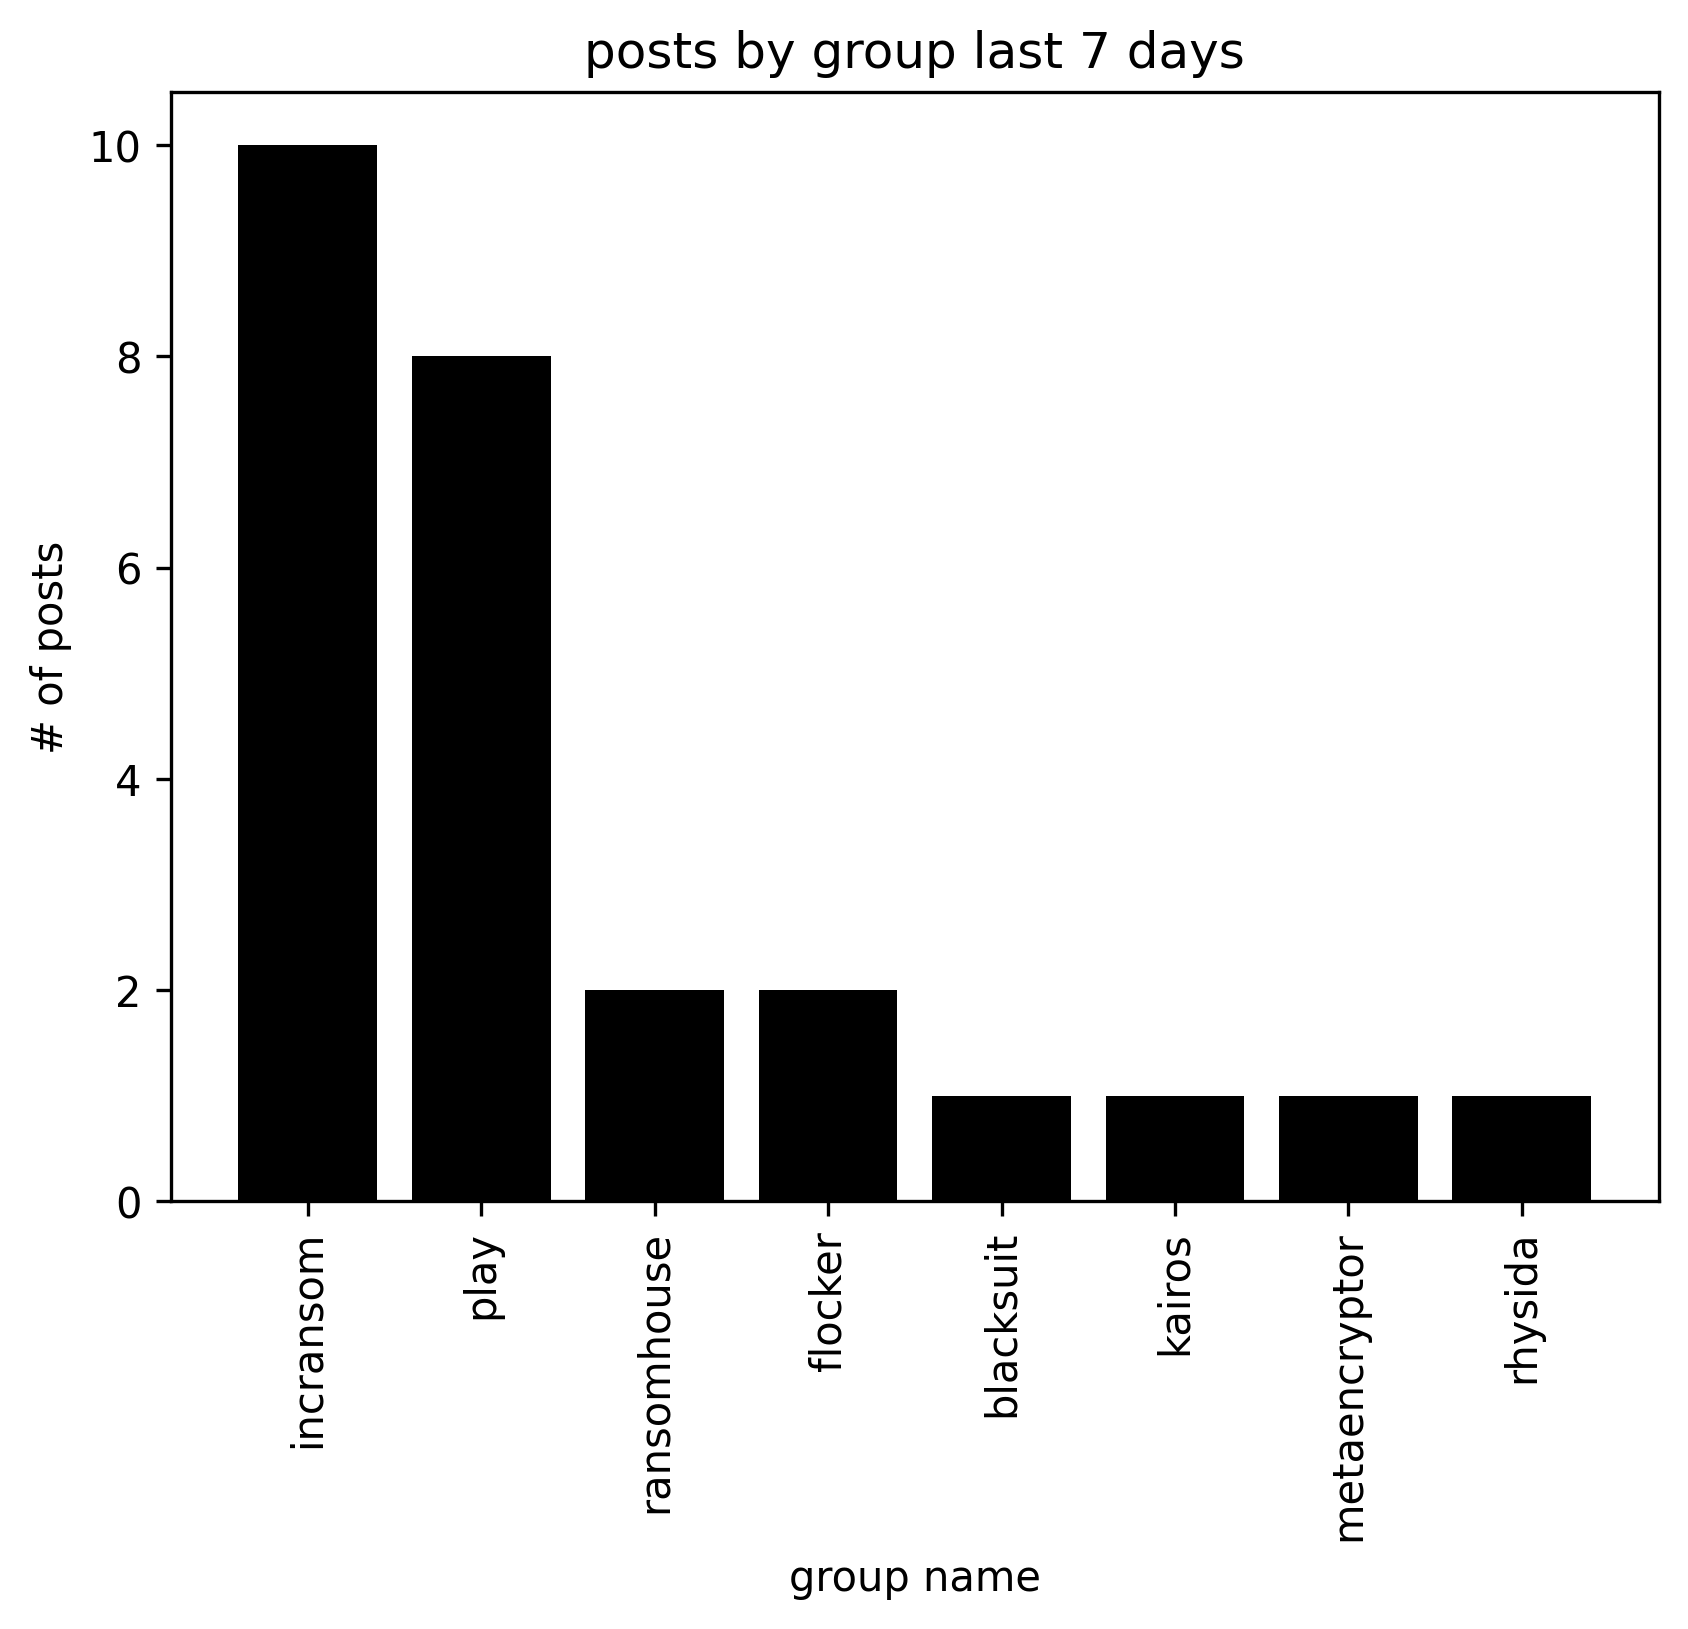 posts by group last 7 days
10
8
6
4
2
0
# of posts
incransom
play
ransomhouse
flocker
blacksuit
kairos
metaencryptor
rhysida
group name